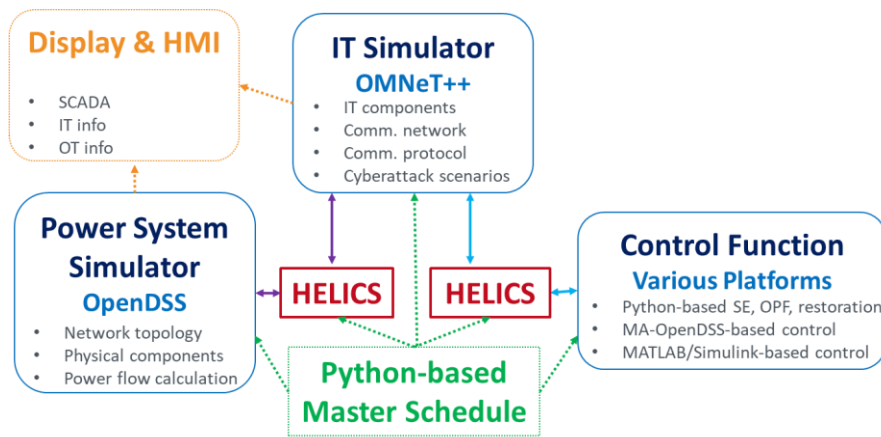 Display & HMI
• SCADA
• IT info
• OT info
IT Simulator
OMNeT++
• IT components
• Comm. network
• Comm. protocol
• Cyberattack scenarios
Power System
Simulator
OpenDSS
• Network topology
• Physical components
• Power flow calculation
HELICS
HELICS
Control Function
Various Platforms
• Python-based SE, OPF, restoration
• MA-OpenDSS-based control
• MATLAB/Simulink-based control
Python-based
Master Schedule